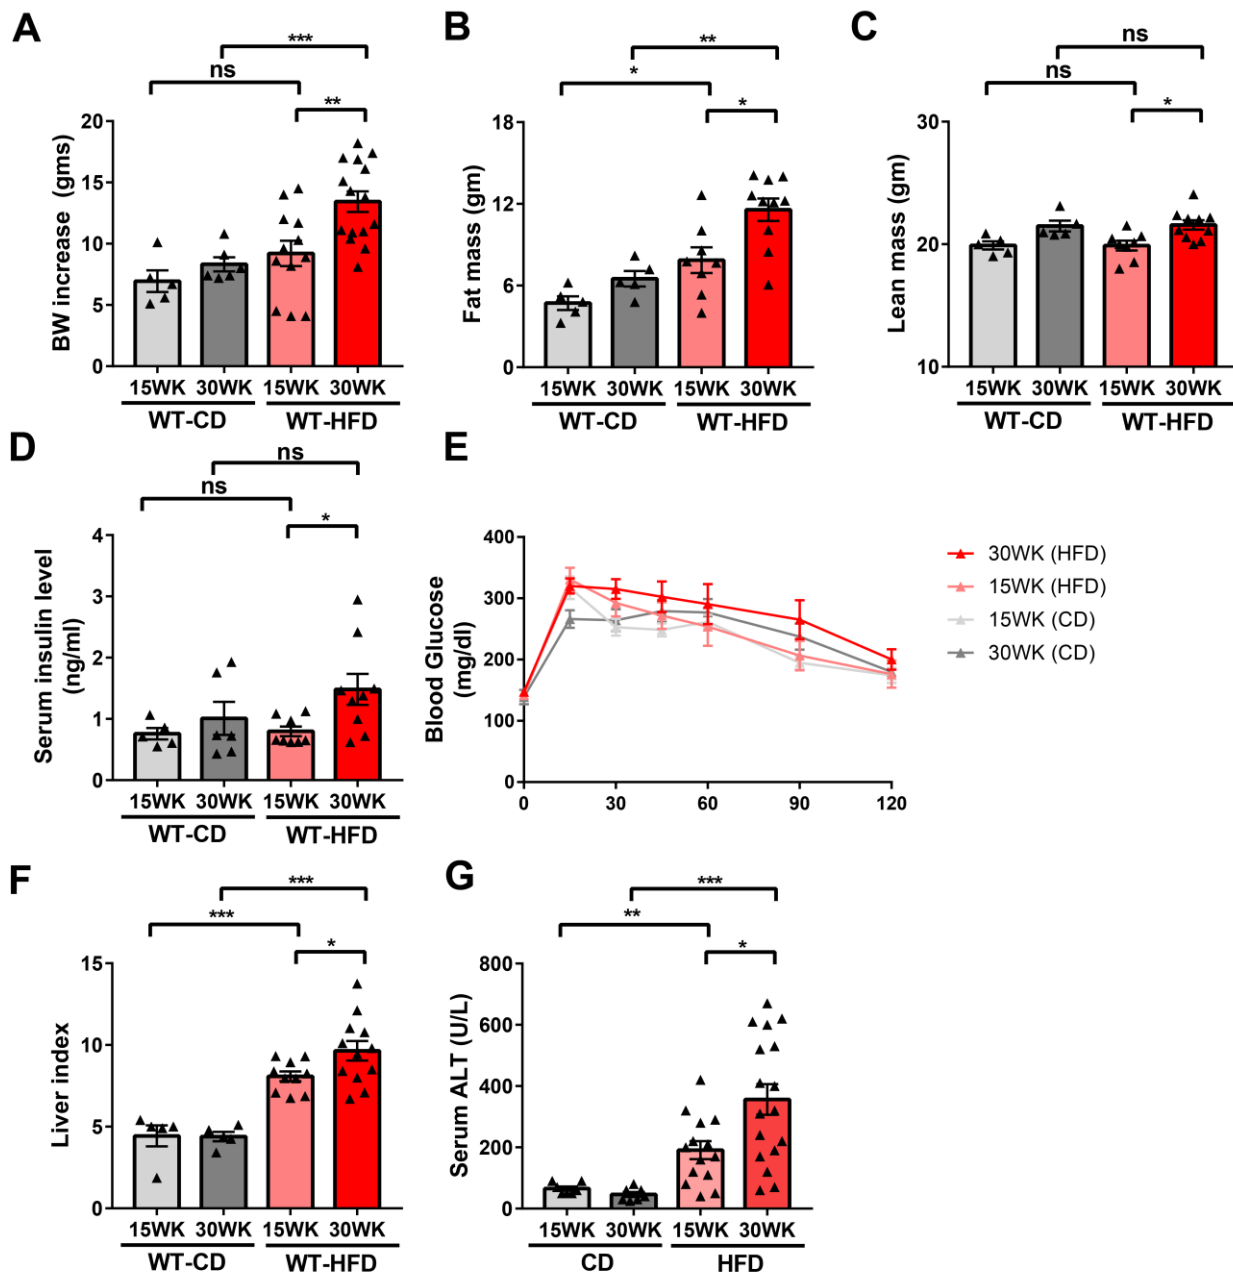 A
***
ns
**
BW increase (gms)
20
15
10
5
0
15WK 30WK 15WK 30WK
WT-CD WT-HFD
B
**
*
*
Fat mass (gm)
18
12
6
0
15WK 30WK 15WK 30WK
WT-CD WT-HFD
C
ns
ns
*
Lean mass (gm)
30
20
10
15WK 30WK 15WK 30WK
WT-CD WT-HFD
D
ns
ns
*
Serum insulin level
(ng/ml)
4
3
2
1
0
15WK 30WK 15WK 30WK
WT-CD WT-HFD
E
Blood Glucose
(mg/dl)
400
300
200
100
0
0 30 60 90 120
30WK (HFD)
15WK (HFD)
15WK (CD)
30WK (CD)
F
***
***
*
Liver index
15
10
5
0
15WK 30WK 15WK 30WK
WT-CD WT-HFD
G
***
**
*
Serum ALT (U/L)
800
600
400
200
0
15WK 30WK 15WK 30WK
CD HFD